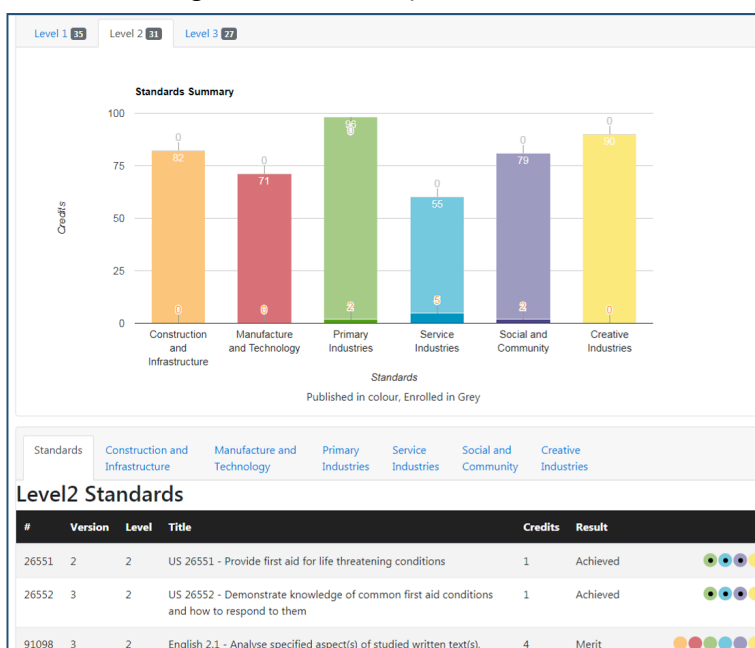 Level 1 35 Level 2 31 Level 3 27
Standards Summary
100
75
50
25
0
Credits
0
82
0
0
71
0
96
0
2
0
55
5
0
79
2
0
90
0
Construction
and
Infrastructure
Manufacture
and Technology
Primary
Industries
Service
Industries
Social and
Community
Creative
Industries
Standards
Published in colour, Enrolled in Grey
Standards
Construction and
Infrastructure
Manufacture and
Technology
Primary
Industries
Service
Industries
Social and
Community
Creative
Industries
Level2 Standards
# Version Level Title Credits Result
26551 2 2 US 26551 - Provide first aid for life threatening conditions 1 Achieved
26552 3 2 US 26552 - Demonstrate knowledge of common first aid conditions 1 Achieved
and how to respond to them
91098 3 2 English 2.1 - Analyse specified aspect(s) of studied written text(s), 4 Merit